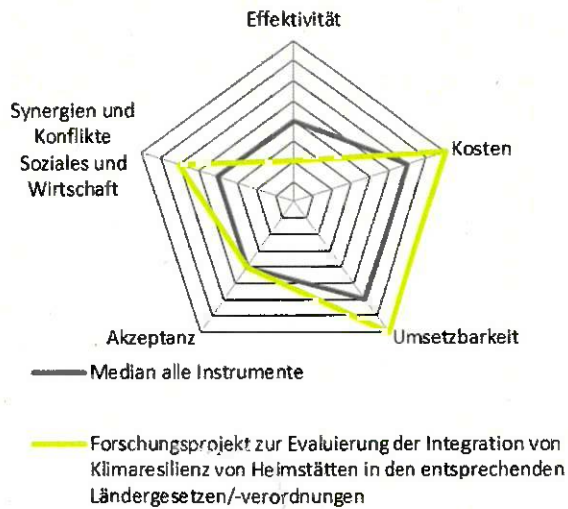 Effektivität
Synergien und
Konflikte
Soziales und
Wirtschaft
Kosten
Akzeptanz
Umsetzbarkeit
Median alle Instrumente
Forschungsprojekt zur Evaluierung der Integration von
Klimaresilienz von Heimstätten in den entsprechenden
Ländergesetzen/-verordnungen